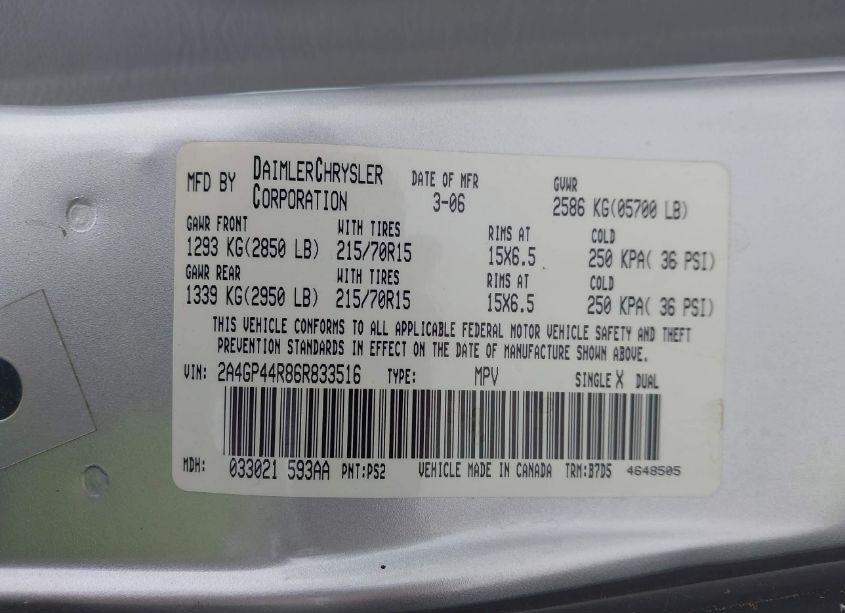 MFD BY DAIMLERCHRYSLER CORPORATION DATE OF MFR 3-06 GVWR 2586 KG(05700 LB)
GAWR FRONT WITH TIRES RIMS AT COLD
1293 KG(2850 LB) 215/70R15 15X6.5 250 KPA( 36 PSI)
GAWR REAR WITH TIRES RIMS AT COLD
1339 KG(2950 LB) 215/70R15 15X6.5 250 KPA( 36 PSI)
THIS VEHICLE CONFORMS TO ALL APPLICABLE FEDERAL MOTOR VEHICLE SAFETY AND THEFT
PREVENTION STANDARDS IN EFFECT ON THE DATE OF MANUFACTURE SHOWN ABOVE.
VIN: 2A4GP44R86R833516 TYPE: MPV SINGLE X DUAL
MDH: 033021 593AA PNT:PS2 VEHICLE MADE IN CANADA TRM:B7D5 4648505